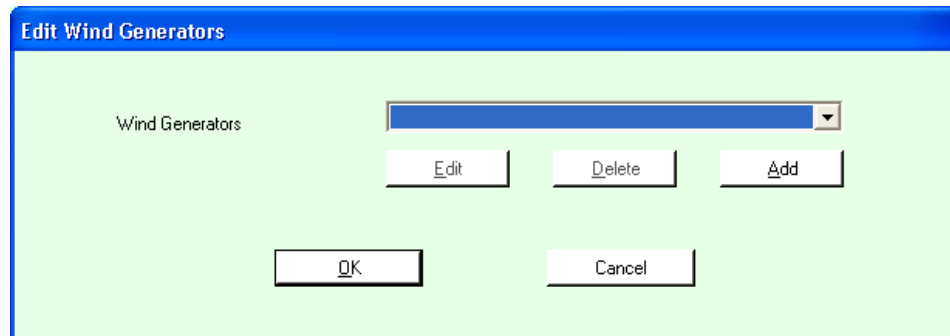 Edit Wind Generators
Wind Generators
Edit Delete Add
OK Cancel